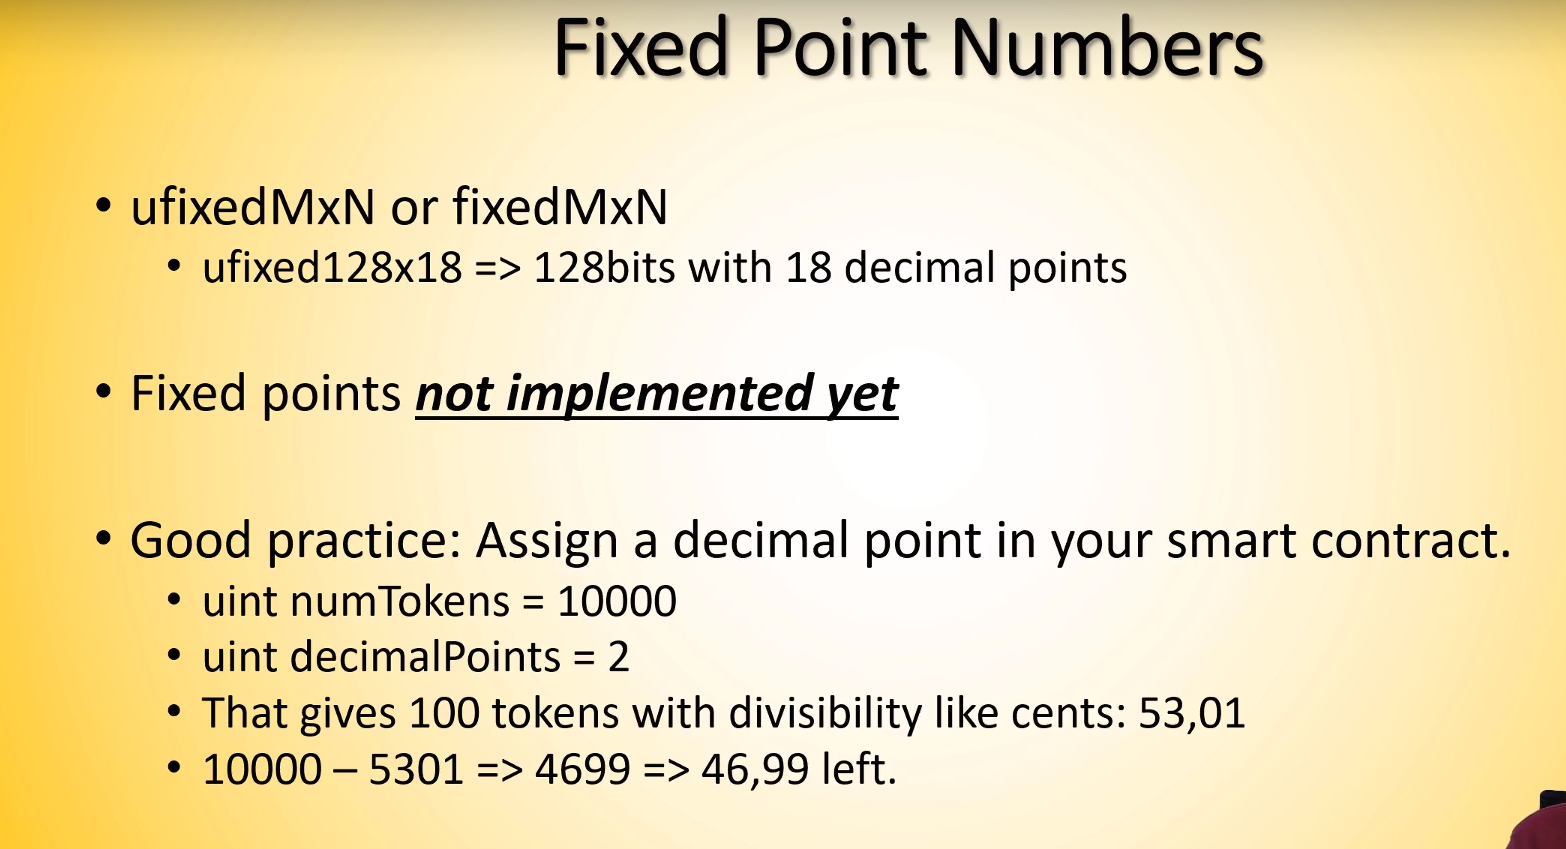 Fixed Point Numbers
• ufixedMxN or fixedMxN
• ufixed128x18 => 128bits with 18 decimal points
• Fixed points not implemented yet
• Good practice: Assign a decimal point in your smart contract.
• uint numTokens = 10000
• uint decimalPoints = 2
• That gives 100 tokens with divisibility like cents: 53,01
• 10000 – 5301 => 4699 => 46,99 left.